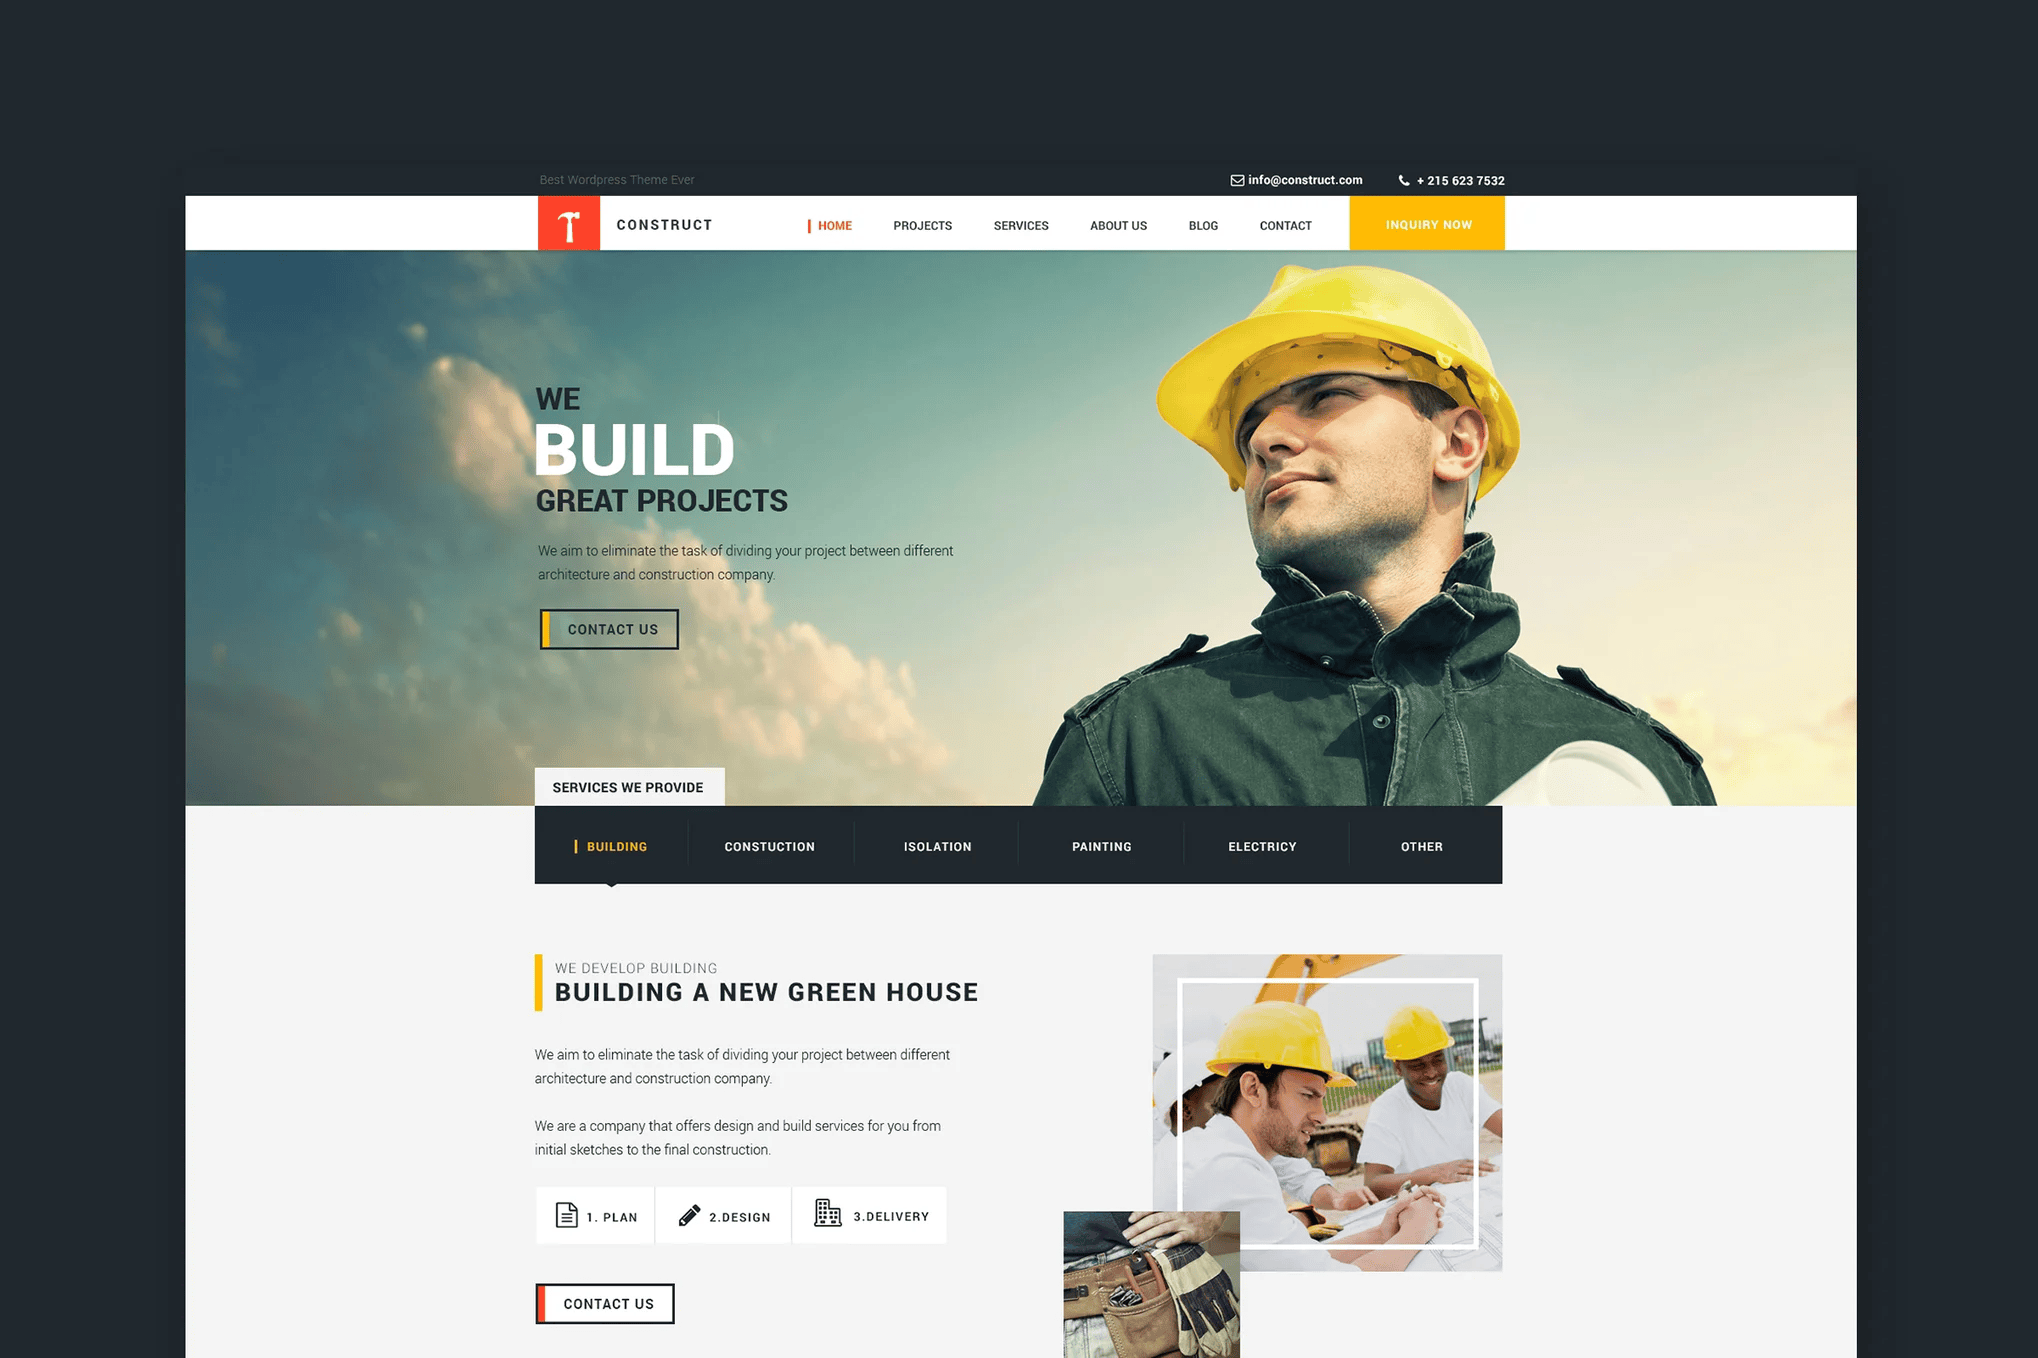 Best Wordpress Theme Ever
info@construct.com
+ 215 623 7532
CONSTRUCT
HOME
PROJECTS
SERVICES
ABOUT US
BLOG
CONTACT
INQUIRY NOW
WE
BUILD
GREAT PROJECTS
We aim to eliminate the task of dividing your project between different
architecture and construction company.
CONTACT US
SERVICES WE PROVIDE
BUILDING
CONSTUCTION
ISOLATION
PAINTING
ELECTRICY
OTHER
WE DEVELOP BUILDING
BUILDING A NEW GREEN HOUSE
We aim to eliminate the task of dividing your project between different
architecture and construction company.
We are a company that offers design and build services for you from
initial sketches to the final construction.
1. PLAN
2.DESIGN
3.DELIVERY
CONTACT US